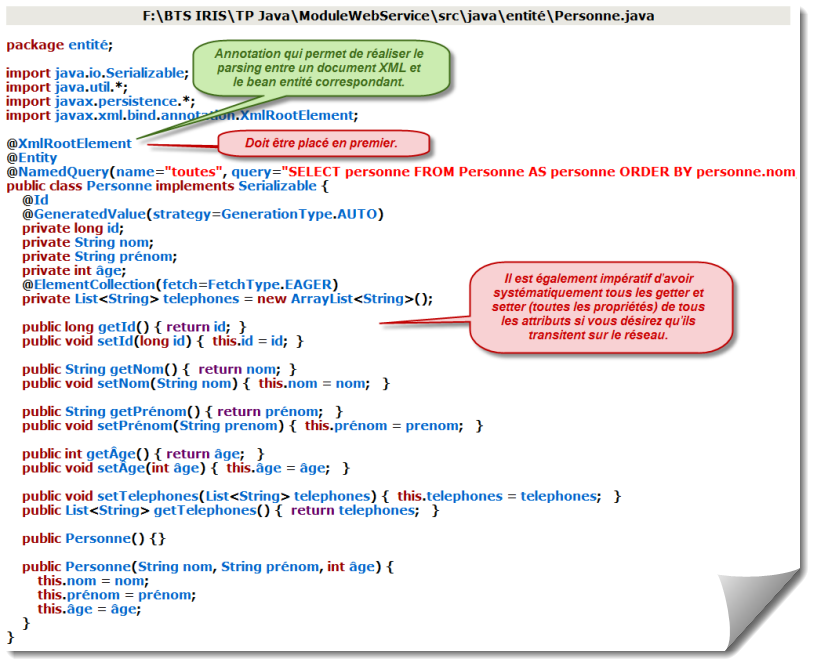 F:\BTS IRIS\TP Java\ModuleWebService\src\java\entité\Personne.java
package entité;
Annotation qui permet de réaliser le
parsing entre un document XML et
le bean entité correspondant.
import java.io.Serializable;
import java.util.*;
import javax.persistence.*;
import javax.xml.bind.annotation.XmlRootElement;
@XmlRootElement
Doit être placé en premier.
@Entity
@NamedQuery(name="toutes", query="SELECT personne FROM Personne AS personne ORDER BY personne.nom
public class Personne implements Serializable {
@Id
@GeneratedValue(strategy=GenerationType.AUTO)
private long id;
private String nom;
private String prénom;
private int âge;
@ElementCollection(fetch=FetchType.EAGER)
private List<String> telephones = new ArrayList<String>();
Il est également impératif d'avoir
systématiquement tous les getter et
setter (toutes les propriétés) de tous
les attributs si vous désirez qu'ils
transitent sur le réseau.
public long getId() { return id; }
public void setId(long id) { this.id = id; }
public String getNom() { return nom; }
public void setNom(String nom) { this.nom = nom; }
public String getPrénom() { return prénom; }
public void setPrénom(String prenom) { this.prénom = prenom; }
public int getÂge() { return âge; }
public void setÂge(int âge) { this.âge = âge; }
public void setTelephones(List<String> telephones) { this.telephones = telephones; }
public List<String> getTelephones() { return telephones; }
public Personne() {}
public Personne(String nom, String prénom, int âge) {
this.nom = nom;
this.prénom = prénom;
this.âge = âge;
}
}